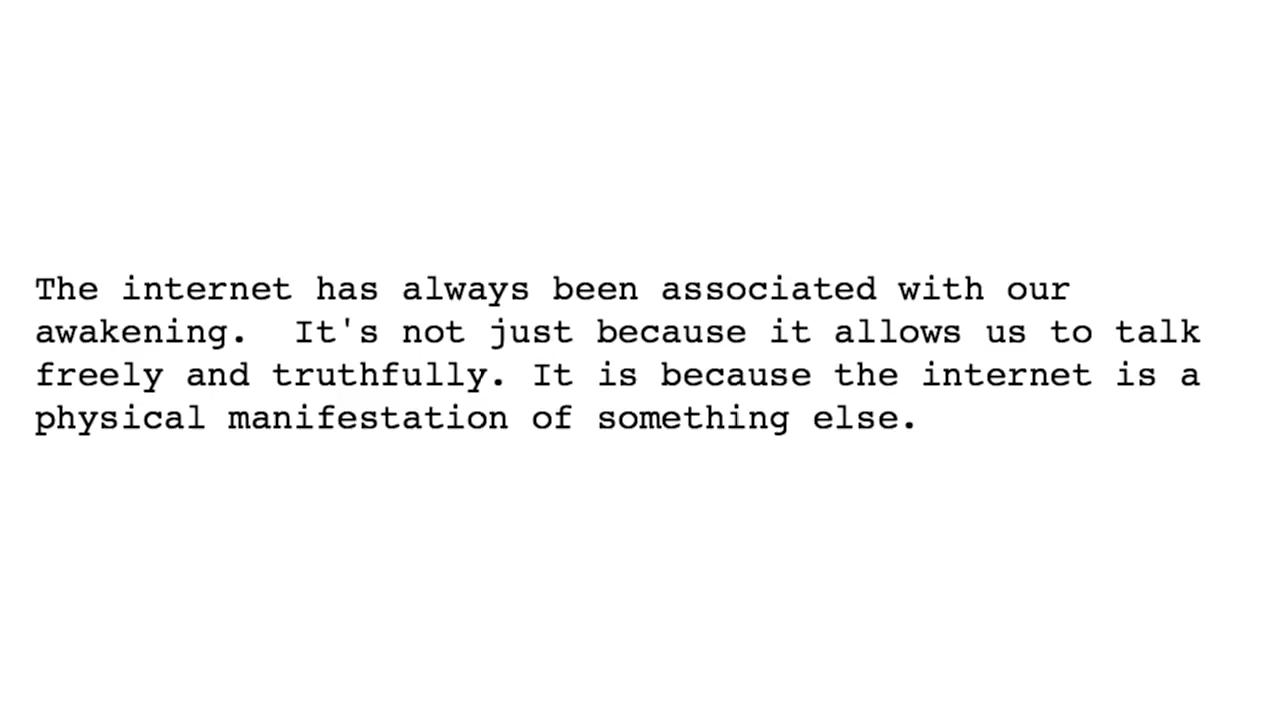 The internet has always been associated with our
awakening.  It's not just because it allows us to talk
freely and truthfully. It is because the internet is a
physical manifestation of something else.